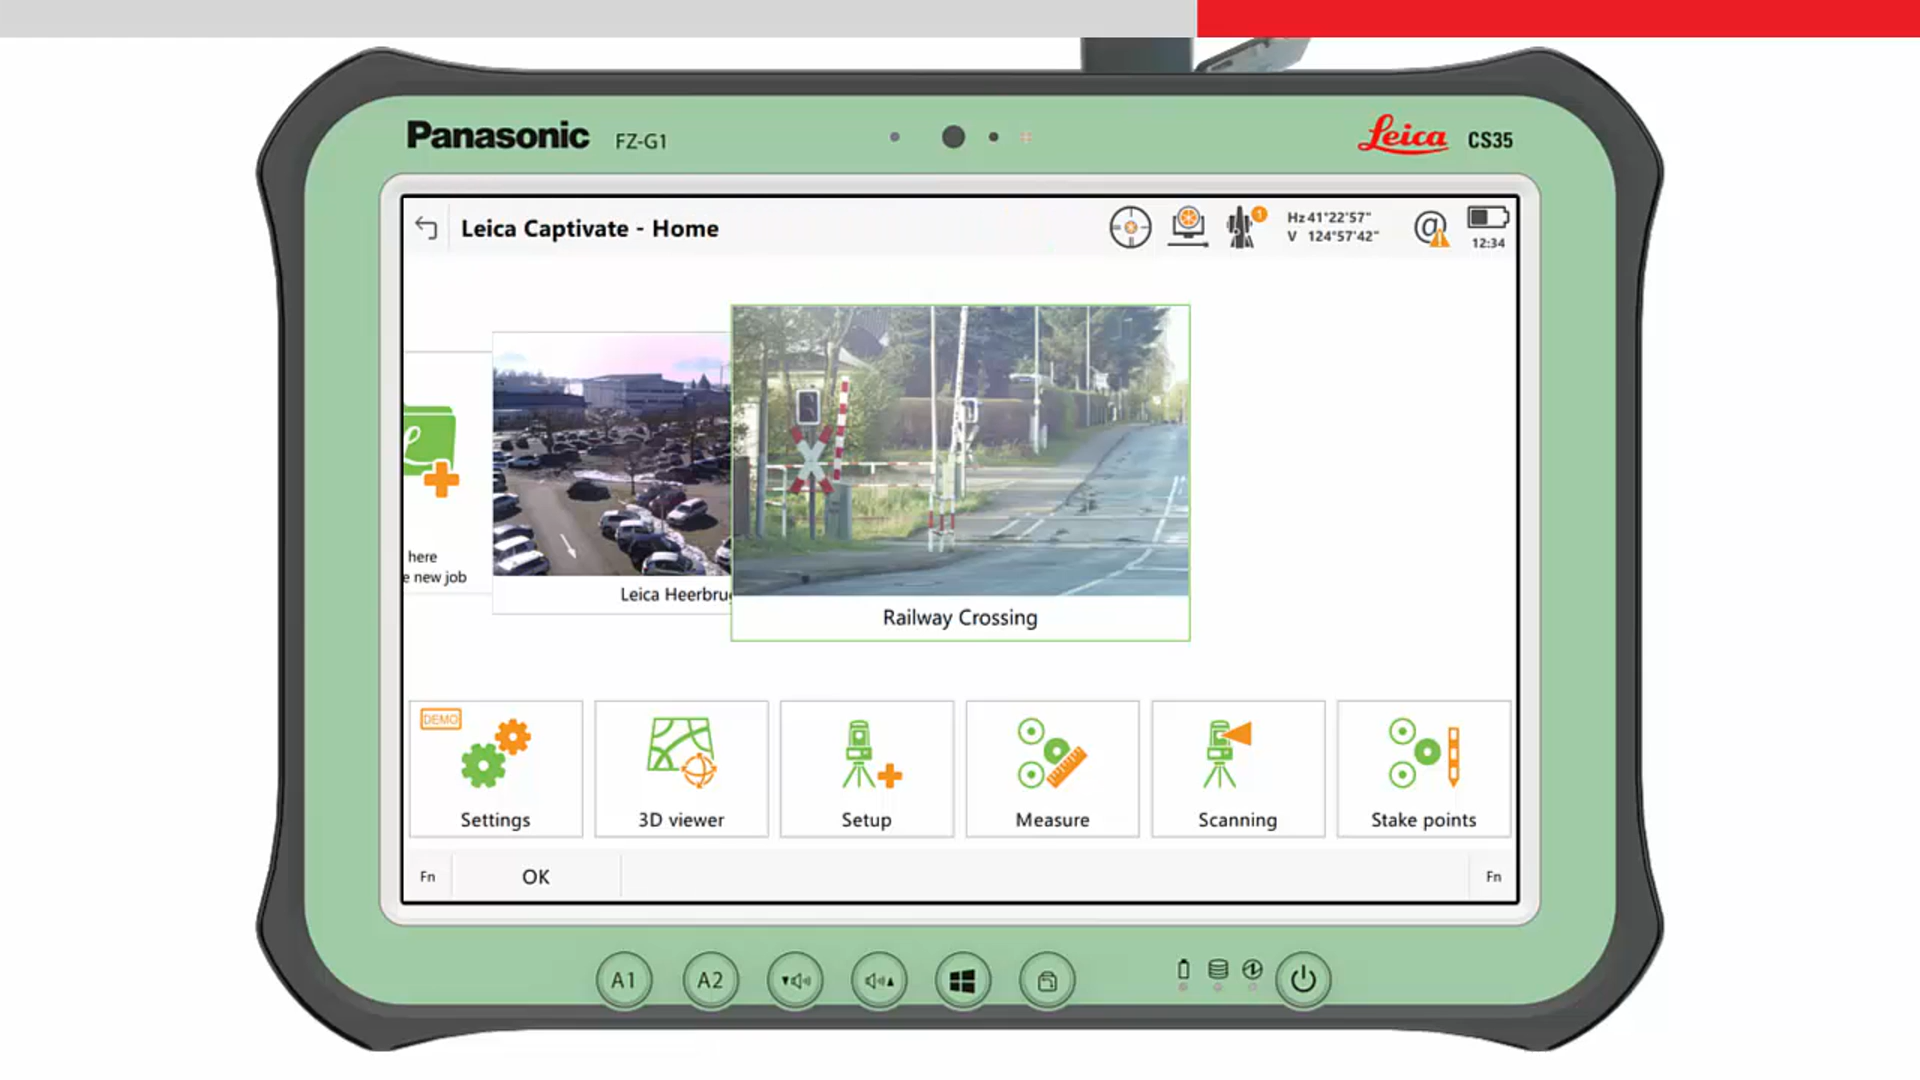 Panasonic FZ-G1
Leica CS35
Leica Captivate - Home
1
Hz 41°22'57"
V 124°57'42"
@
12:34
here
e new job
Leica Heerbru
Railway Crossing
DEMO
Settings
3D viewer
Setup
Measure
Scanning
Stake points
Fn
OK
Fn
A1
A2